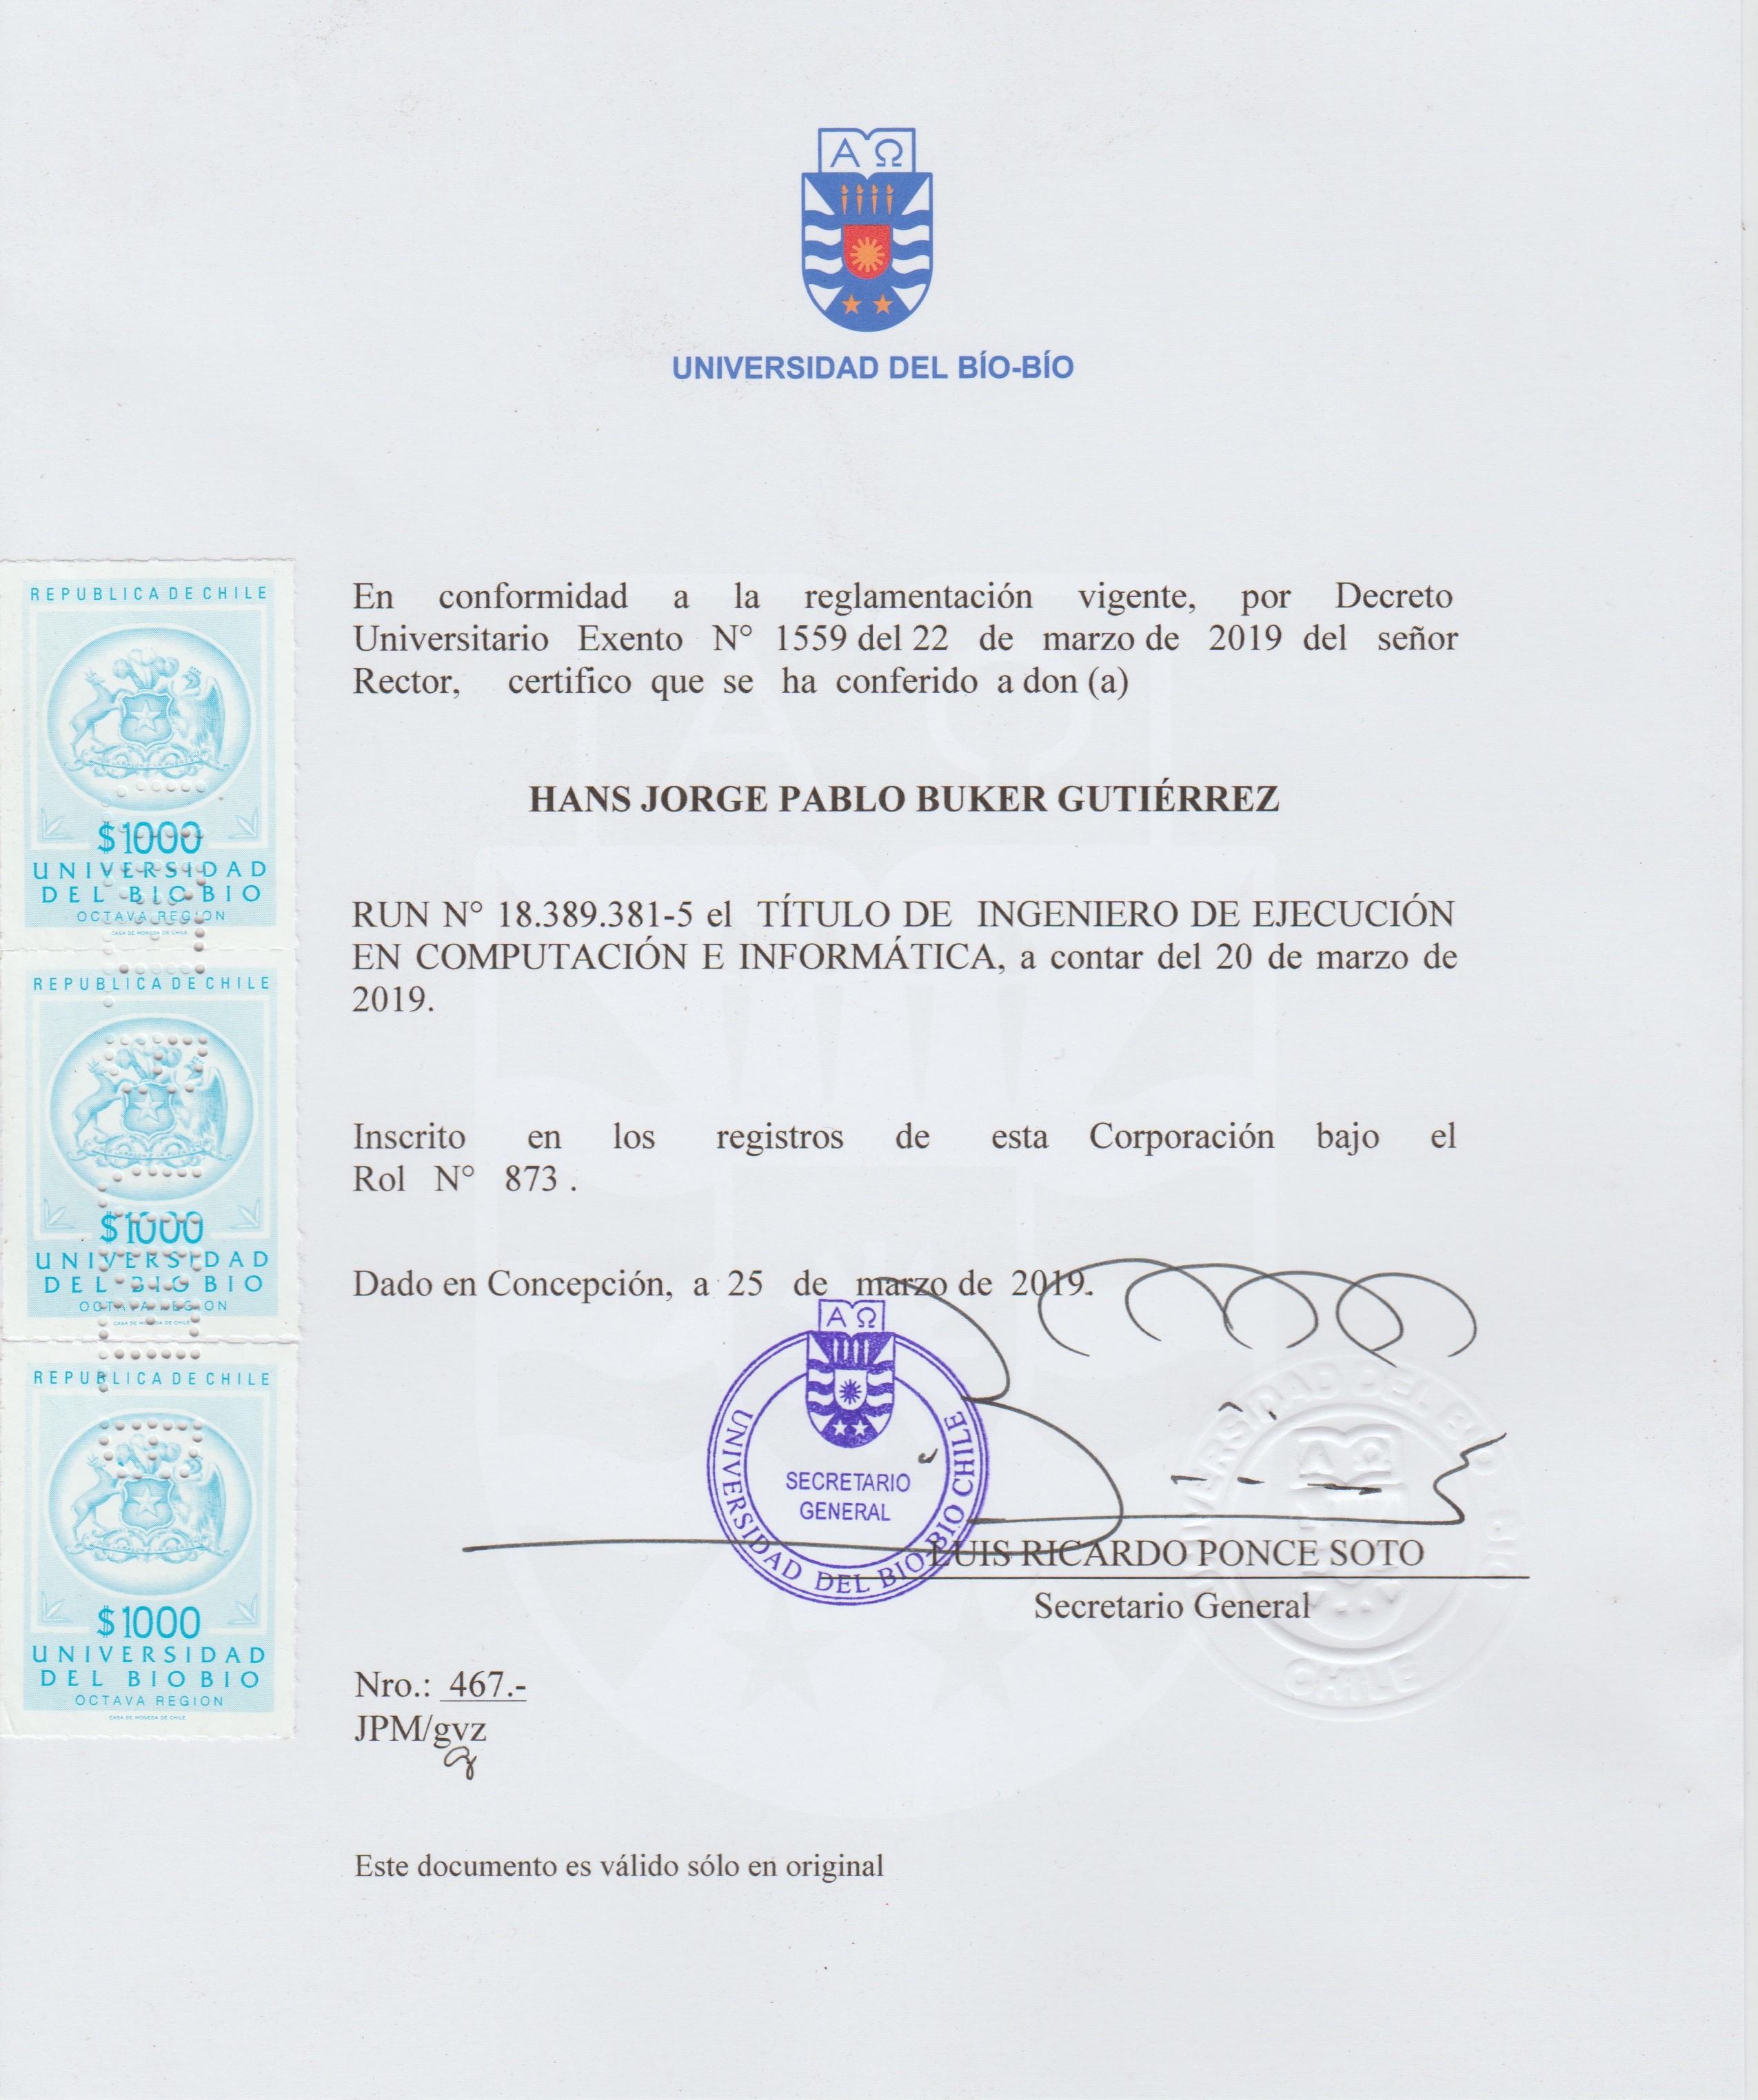 Α Ω
UNIVERSIDAD DEL BÍO-BÍO
En conformidad a la reglamentación vigente, por Decreto
Universitario Exento N° 1559 del 22 de marzo de 2019 del señor
Rector, certifico que se ha conferido a don (a)
HANS JORGE PABLO BUKER GUTIÉRREZ
RUN N° 18.389.381-5 el TÍTULO DE INGENIERO DE EJECUCIÓN
EN COMPUTACIÓN E INFORMÁTICA, a contar del 20 de marzo de
2019.
Inscrito en los registros de esta Corporación bajo el
Rol N° 873 .
Dado en Concepción, a 25 de marzo de 2019.
Α Ω
SECRETARIO
GENERAL
UNIVERSIDAD DEL BIO-BIO CHILE
LUIS RICARDO PONCE SOTO
Secretario General
UNIVERSIDAD DEL BIO BIO
Α Ω
CHILE
Nro.: 467.-
JPM/gvz
Este documento es válido sólo en original
REPUBLICA DE CHILE
$1000
UNIVERSIDAD
DEL BIO BIO
OCTAVA REGION
CASA DE MONEDA DE CHILE
REPUBLICA DE CHILE
$1000
UNIVERSIDAD
DEL BIO BIO
OCTAVA REGION
CASA DE MONEDA DE CHILE
REPUBLICA DE CHILE
$1000
UNIVERSIDAD
DEL BIO BIO
OCTAVA REGION
CASA DE MONEDA DE CHILE